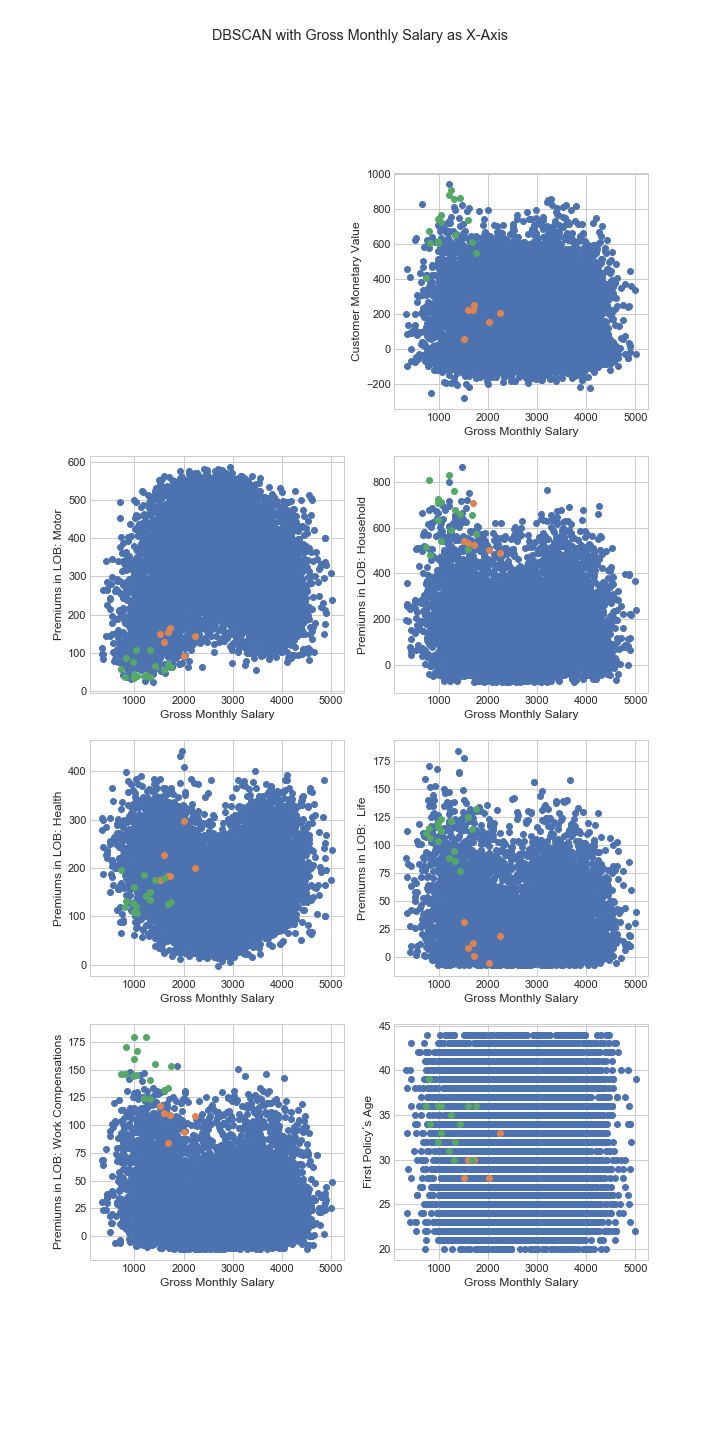 DBSCAN with Gross Monthly Salary as X-Axis
Customer Monetary Value
1000
800
600
400
200
0
−200
1000 2000 3000 4000 5000
Gross Monthly Salary
Premiums in LOB: Motor
600
500
400
300
200
100
0
1000 2000 3000 4000 5000
Gross Monthly Salary
Premiums in LOB: Household
800
600
400
200
0
1000 2000 3000 4000 5000
Gross Monthly Salary
Premiums in LOB: Health
400
300
200
100
0
1000 2000 3000 4000 5000
Gross Monthly Salary
Premiums in LOB:  Life
175
150
125
100
75
50
25
0
1000 2000 3000 4000 5000
Gross Monthly Salary
Premiums in LOB: Work Compensations
175
150
125
100
75
50
25
0
1000 2000 3000 4000 5000
Gross Monthly Salary
First Policy´s Age
45
40
35
30
25
20
1000 2000 3000 4000 5000
Gross Monthly Salary